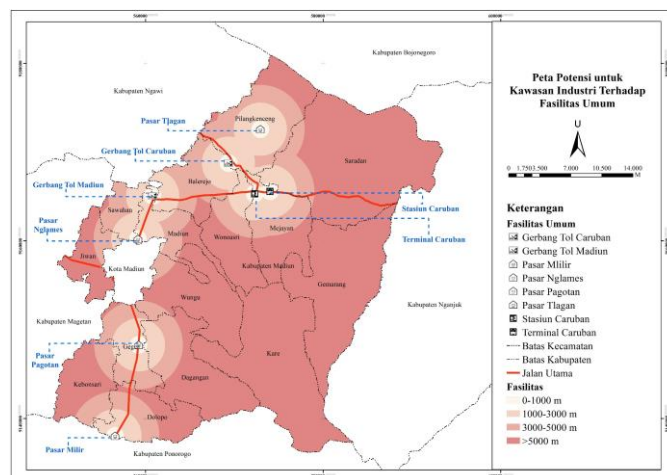 Peta Potensi untuk
Kawasan Industri Terhadap
Fasilitas Umum
U
0 1.750 3.500 7.000 10.500 14.000
M
Keterangan
Fasilitas Umum
Gerbang Tol Caruban
Gerbang Tol Madiun
Pasar Mlilir
Pasar Nglames
Pasar Pagotan
Pasar Tlagan
Stasiun Caruban
Terminal Caruban
Batas Kecamatan
Batas Kabupaten
Jalan Utama
Fasilitas
0-1000 m
1000-3000 m
3000-5000 m
>5000 m
Kabupaten Bojonegoro
Kabupaten Ngawi
Pasar Tlagan
Pilangkenceng
Gerbang Tol Caruban
Saradan
Gerbang Tol Madiun
Balerejo
Stasiun Caruban
Sawahan
Mejayan
Pasar
Nglames
Madiun
Wonoasri
Terminal Caruban
Jiwan
Kota Madiun
Kabupaten Madiun
Gemarang
Wungu
Kabupaten Nganjuk
Kabupaten Magetan
Geger
Pasar
Pagotan
Kare
Kebonsari
Dagangan
Dolopo
Pasar Milir
Kabupaten Ponorogo